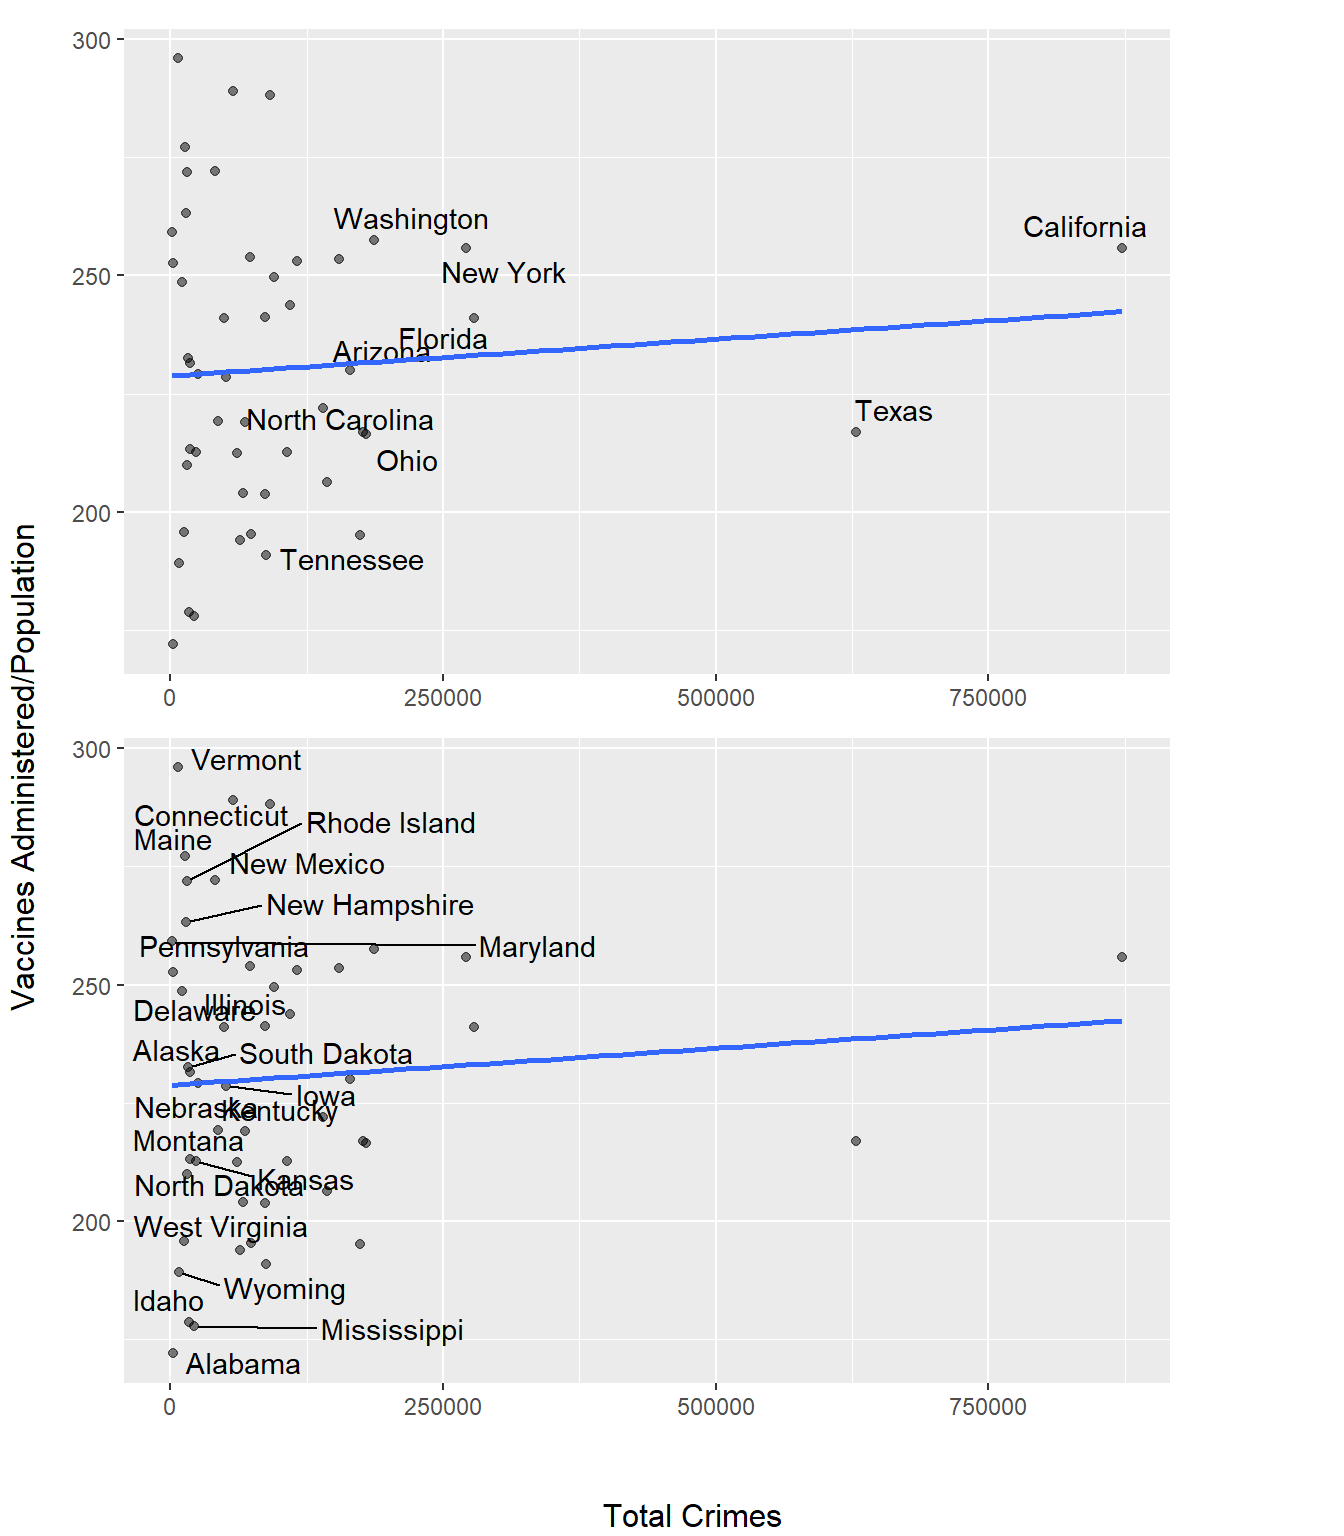 300
Washington
California
250
New York
Florida
Arizona
Texas
North Carolina
Ohio
200
Tennessee
0 250000 500000 750000
Vaccines Administered/Population
300
Vermont
Connecticut
Rhode Island
Maine
New Mexico
New Hampshire
Pennsylvania
Maryland
250
Illinois
Delaware
Alaska
South Dakota
Iowa
Nebraska
Kentucky
Montana
Kansas
North Dakota
West Virginia
200
Wyoming
Idaho
Mississippi
Alabama
0 250000 500000 750000
Total Crimes